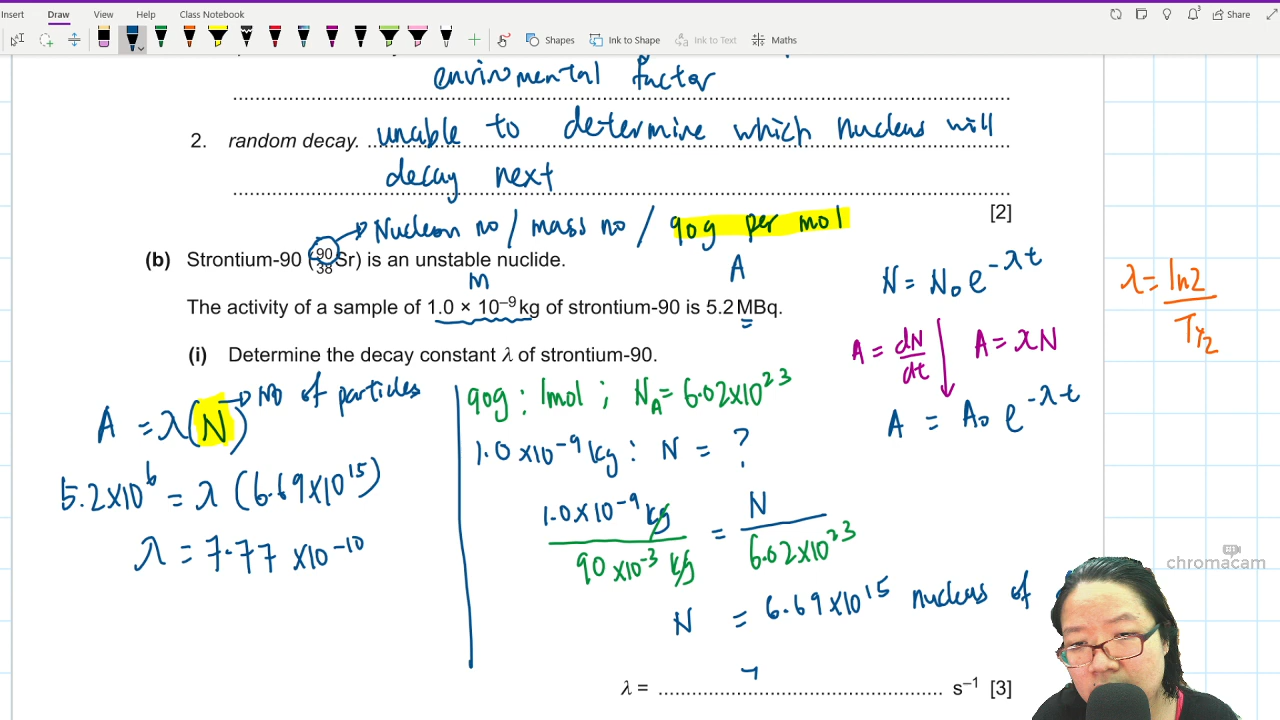 Insert Draw View Help Class Notebook Share
Shapes Ink to Shape Ink to Text Maths
enviromental factor
2. random decay. unable to determine which nucleus will
decay next
[2]
Nucleon no / mass no / 90g per mol
(b) Strontium-90 (90 38 Sr) is an unstable nuclide.
M
A
The activity of a sample of 1.0 × 10⁻⁹ kg of strontium-90 is 5.2 MBq.
(i) Determine the decay constant λ of strontium-90.
N = N₀e^-λt
A = dN/dt A = λN
A = A₀e^-λt
λ = ln2/T½
A = λ(N) No of particles
5.2×10⁶ = λ (6.69×10¹⁵)
λ = 7.77 ×10⁻¹⁰
90g : 1mol ; N_A = 6.02×10²³
1.0×10⁻⁹ kg : N = ?
1.0×10⁻⁹ kg / 90×10⁻³ kg = N / 6.02×10²³
N = 6.69×10¹⁵ nucleus of
chromacam
λ = s⁻¹ [3]